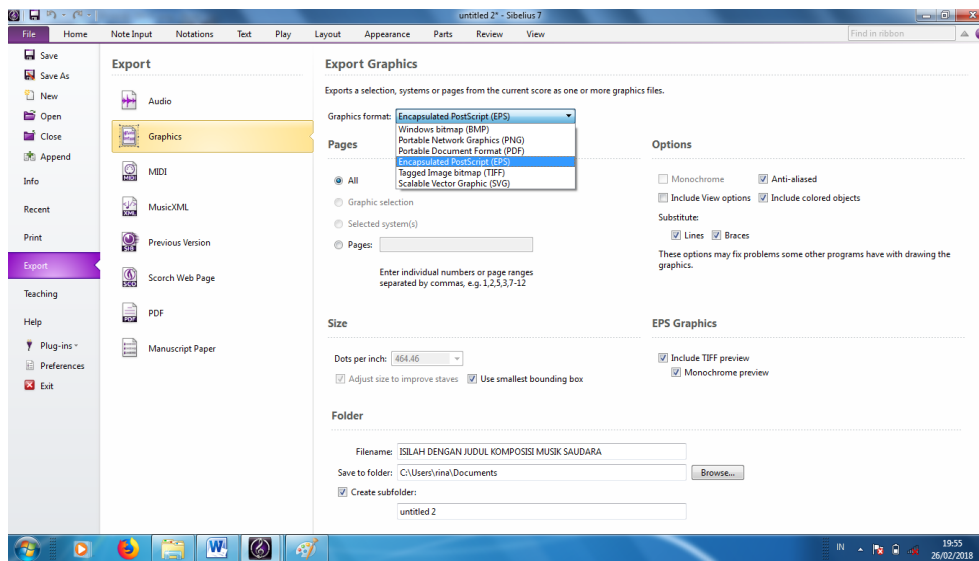 untitled 2* - Sibelius 7
File Home Note Input Notations Text Play Layout Appearance Parts Review View Find in ribbon
Save
Save As
New
Open
Close
Append
Info
Recent
Print
Export
Teaching
Help
Plug-ins
Preferences
Exit
Export
Audio
Graphics
MIDI
MusicXML
Previous Version
Scorch Web Page
PDF
Manuscript Paper
Export Graphics
Exports a selection, systems or pages from the current score as one or more graphics files.
Graphics format: Encapsulated PostScript (EPS)
Windows bitmap (BMP)
Portable Network Graphics (PNG)
Portable Document Format (PDF)
Encapsulated PostScript (EPS)
Tagged Image bitmap (TIFF)
Scalable Vector Graphic (SVG)
Pages
All
Graphic selection
Selected system(s)
Pages:
Enter individual numbers or page ranges
separated by commas, e.g. 1,2,5,3,7-12
Options
Monochrome Anti-aliased
Include View options Include colored objects
Substitute:
Lines Braces
These options may fix problems some other programs have with drawing the
graphics.
Size
Dots per inch: 464.46
Adjust size to improve staves Use smallest bounding box
EPS Graphics
Include TIFF preview
Monochrome preview
Folder
Filename: ISILAH DENGAN JUDUL KOMPOSISI MUSIK SAUDARA
Save to folder: C:\Users\rina\Documents Browse...
Create subfolder:
untitled 2
IN 19:55
26/02/2018